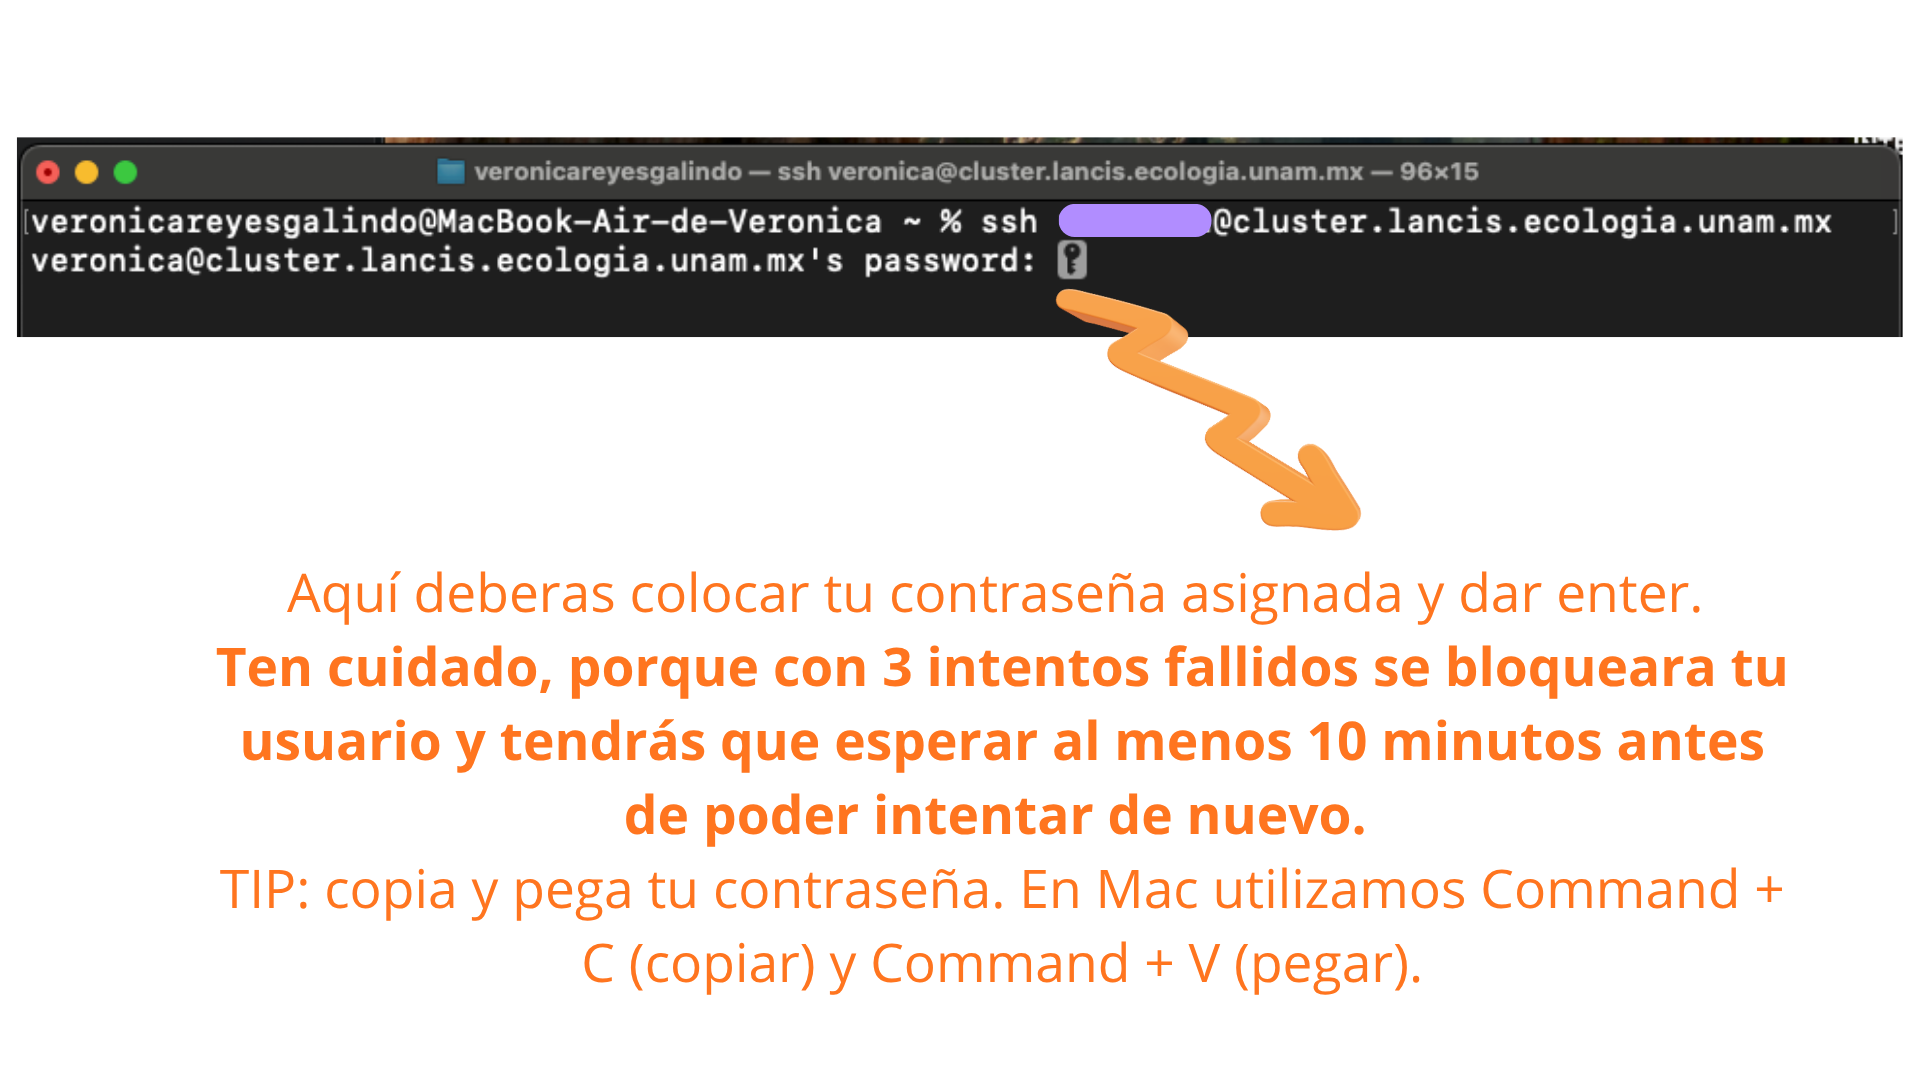 veronicareyesgalindo — ssh veronica@cluster.lancis.ecologia.unam.mx — 96×15
[veronicareyesgalindo@MacBook-Air-de-Veronica ~ % ssh @cluster.lancis.ecologia.unam.mx ]
veronica@cluster.lancis.ecologia.unam.mx's password:
Aquí deberas colocar tu contraseña asignada y dar enter.
Ten cuidado, porque con 3 intentos fallidos se bloqueara tu
usuario y tendrás que esperar al menos 10 minutos antes
de poder intentar de nuevo.
TIP: copia y pega tu contraseña. En Mac utilizamos Command +
C (copiar) y Command + V (pegar).